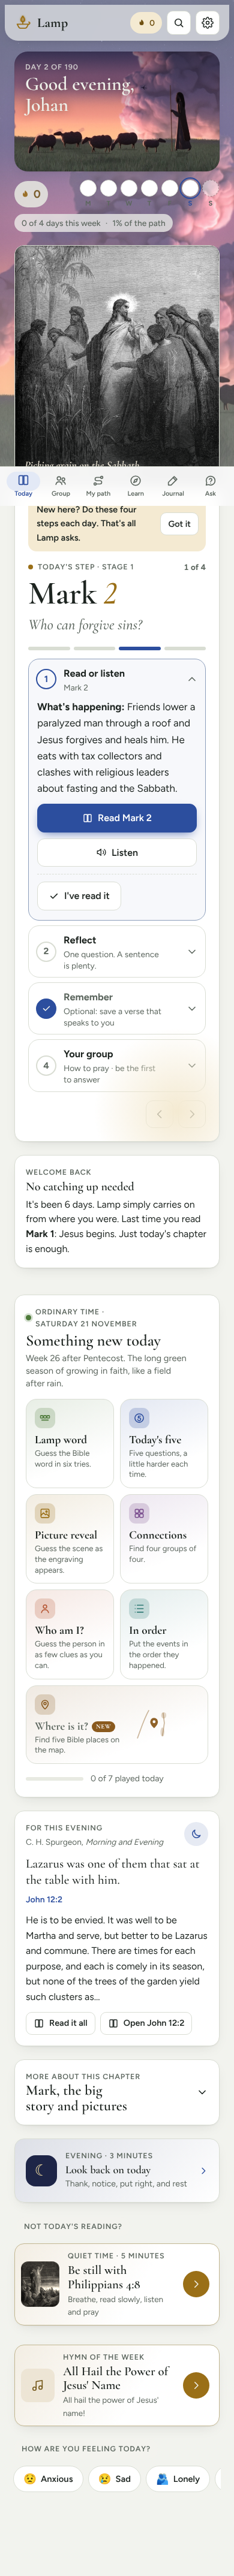 Lamp
0
DAY 2 OF 190
Good evening,
Johan
0
S
S
0 of 4 days this week · 1% of the path
Picking grain on the Sabbath
Today
Group
My path
Learn
Journal
Ask
New here? Do these four
steps each day. That's all
Lamp asks.
Got it
TODAY'S STEP · STAGE 1
1 of 4
Mark 2
Who can forgive sins?
1
Read or listen
Mark 2
What's happening: Friends lower a
paralyzed man through a roof and
Jesus forgives and heals him. He
eats with tax collectors and
clashes with religious leaders
about fasting and the Sabbath.
Read Mark 2
Listen
I've read it
2
Reflect
One question. A sentence
is plenty.
Remember
Optional: save a verse that
speaks to you
4
Your group
How to pray · be the first
to answer
WELCOME BACK
No catching up needed
It's been 6 days. Lamp simply carries on
from where you were. Last time you read
Mark 1: Jesus begins. Just today's chapter
is enough.
ORDINARY TIME ·
SATURDAY 21 NOVEMBER
Something new today
Week 26 after Pentecost. The long green
season of growing in faith, like a field
after rain.
Lamp word
Guess the Bible
word in six tries.
Today's five
Five questions, a
little harder each
time.
Picture reveal
Guess the scene as
the engraving
appears.
Connections
Find four groups of
four.
Who am I?
Guess the person in
as few clues as you
can.
In order
Put the events in
the order they
happened.
Where is it? NEW
Find five Bible places on
the map.
0 of 7 played today
FOR THIS EVENING
C. H. Spurgeon, Morning and Evening
Lazarus was one of them that sat at
the table with him.
John 12:2
He is to be envied. It was well to be
Martha and serve, but better to be Lazarus
and commune. There are times for each
purpose, and each is comely in its season,
but none of the trees of the garden yield
such clusters as…
Read it all
Open John 12:2
MORE ABOUT THIS CHAPTER
Mark, the big
story and pictures
EVENING · 3 MINUTES
Look back on today
Thank, notice, put right, and rest
NOT TODAY'S READING?
QUIET TIME · 5 MINUTES
Be still with
Philippians 4:8
Breathe, read slowly, listen
and pray
HYMN OF THE WEEK
All Hail the Power of
Jesus' Name
All hail the power of Jesus'
name!
HOW ARE YOU FEELING TODAY?
Anxious
Sad
Lonely